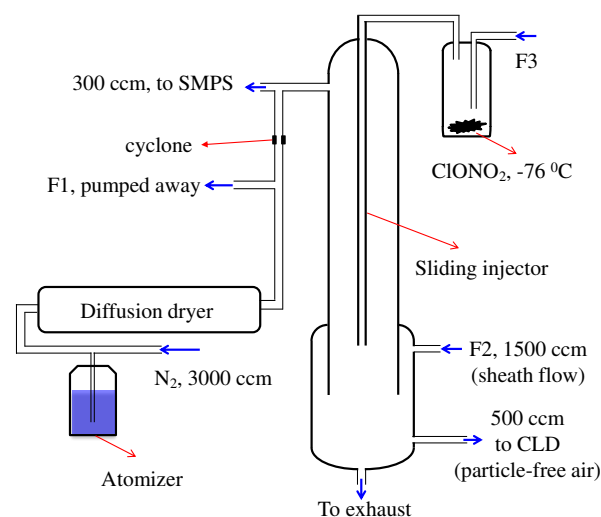 F3
300 ccm, to SMPS
cyclone
ClONO₂, -76 ⁰C
F1, pumped away
Sliding injector
Diffusion dryer
F2, 1500 ccm
(sheath flow)
N₂, 3000 ccm
500 ccm
to CLD
(particle-free air)
Atomizer
To exhaust